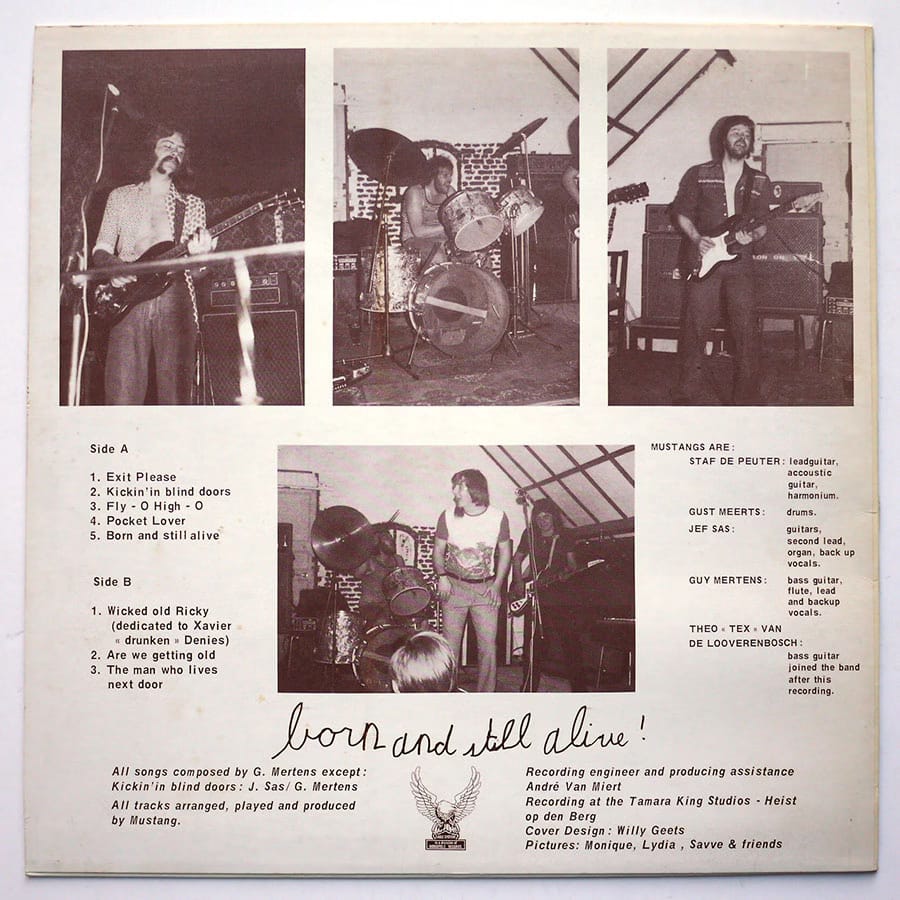 Side A
1. Exit Please
2. Kickin'in blind doors
3. Fly - O High - O
4. Pocket Lover
5. Born and still alive
Side B
1. Wicked old Ricky
(dedicated to Xavier
« drunken » Denies)
2. Are we getting old
3. The man who lives
next door
MUSTANGS ARE :
STAF DE PEUTER : leadguitar,
accoustic
guitar,
harmonium.
GUST MEERTS : drums.
JEF SAS : guitars,
second lead,
organ, back up
vocals.
GUY MERTENS : bass guitar,
flute, lead
and backup
vocals.
THEO « TEX » VAN
DE LOOVERENBOSCH :
bass guitar
joined the band
after this
recording.
born and still alive!
All songs composed by G. Mertens except :
Kickin'in blind doors : J. Sas/ G. Mertens
All tracks arranged, played and produced
by Mustang.
Recording engineer and producing assistance
André Van Miert
Recording at the Tamara King Studios - Heist
op den Berg
Cover Design : Willy Geets
Pictures: Monique, Lydia , Savve & friends